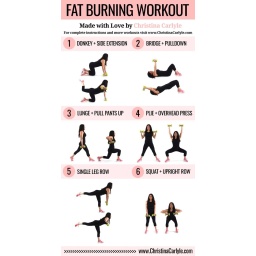 FAT BURNING WORKOUT
Made with Love by Christina Carlyle
For complete instructions and more workouts visit www.ChristinaCarlyle.com
1 DONKEY + SIDE EXTENSION
2 BRIDGE + PULLDOWN
3 LUNGE + PULL PANTS UP
4 PLIE + OVERHEAD PRESS
5 SINGLE LEG ROW
6 SQUAT + UPRIGHT ROW
www.ChristinaCarlyle.com